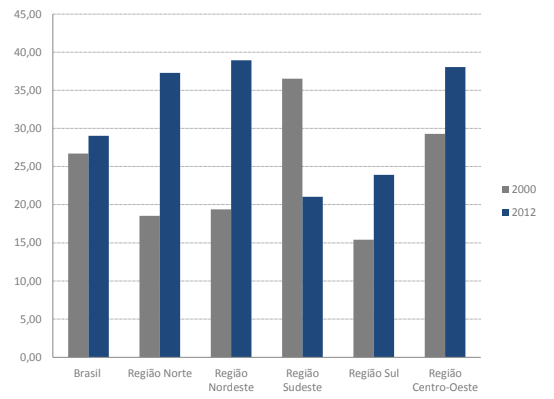 45,00
40,00
35,00
30,00
25,00
20,00
15,00
10,00
5,00
0,00
Brasil
Região Norte
Região
Nordeste
Região
Sudeste
Região Sul
Região
Centro-Oeste
2000
2012